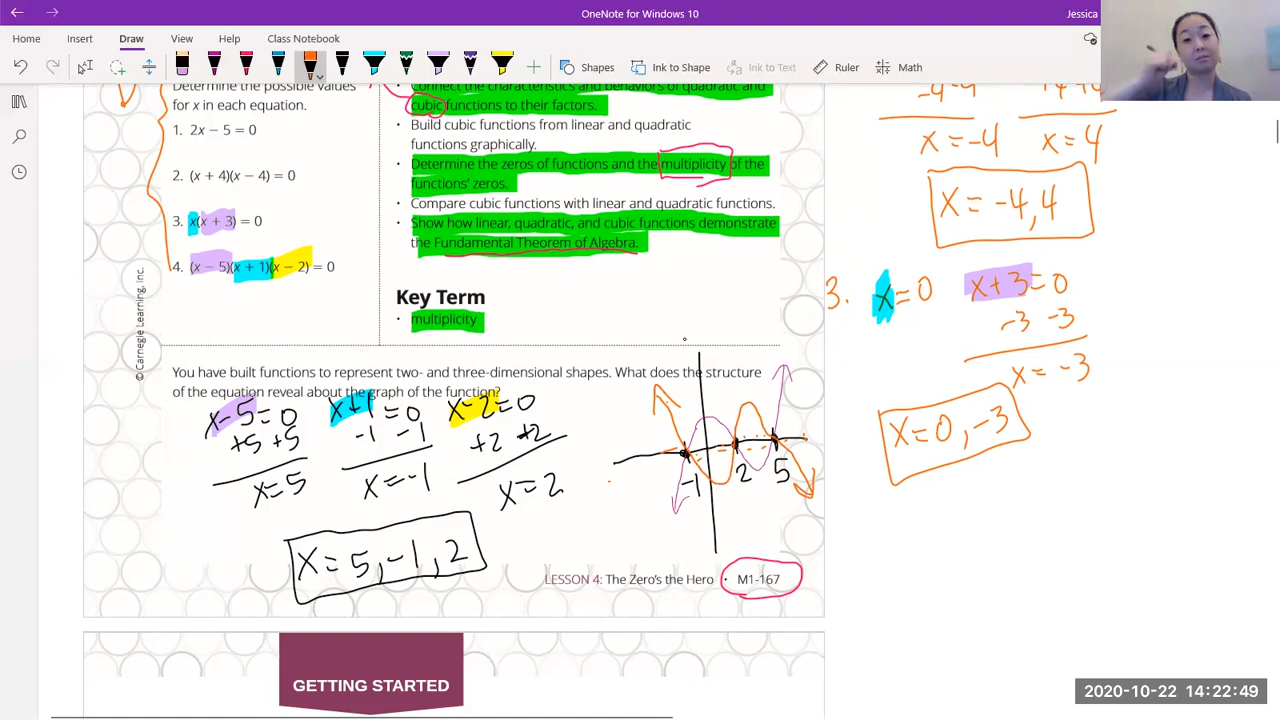 OneNote for Windows 10
Jessica
Home Insert Draw View Help Class Notebook
Shapes Ink to Shape Ink to Text Ruler Math
Determine the possible values
for x in each equation.
1. 2x − 5 = 0
2. (x + 4)(x − 4) = 0
3. x(x + 3) = 0
4. (x − 5)(x + 1)(x − 2) = 0
• Connect the characteristics and behaviors of quadratic and
cubic functions to their factors.
• Build cubic functions from linear and quadratic
functions graphically.
• Determine the zeros of functions and the multiplicity of the
functions' zeros.
• Compare cubic functions with linear and quadratic functions.
• Show how linear, quadratic, and cubic functions demonstrate
the Fundamental Theorem of Algebra.
Key Term
• multiplicity
© Carnegie Learning, Inc.
You have built functions to represent two- and three-dimensional shapes. What does the structure
of the equation reveal about the graph of the function?
x-5=0 x+1=0 x-2=0
+5 +5 -1 -1 +2 +2
x=5 x=-1 x=2
x=5,-1,2
-1 2 5
x=-4 x=4
x=-4,4
3. x=0 x+3=0
-3 -3
x=-3
x=0,-3
LESSON 4: The Zero's the Hero • M1-167
GETTING STARTED
2020-10-22 14:22:49